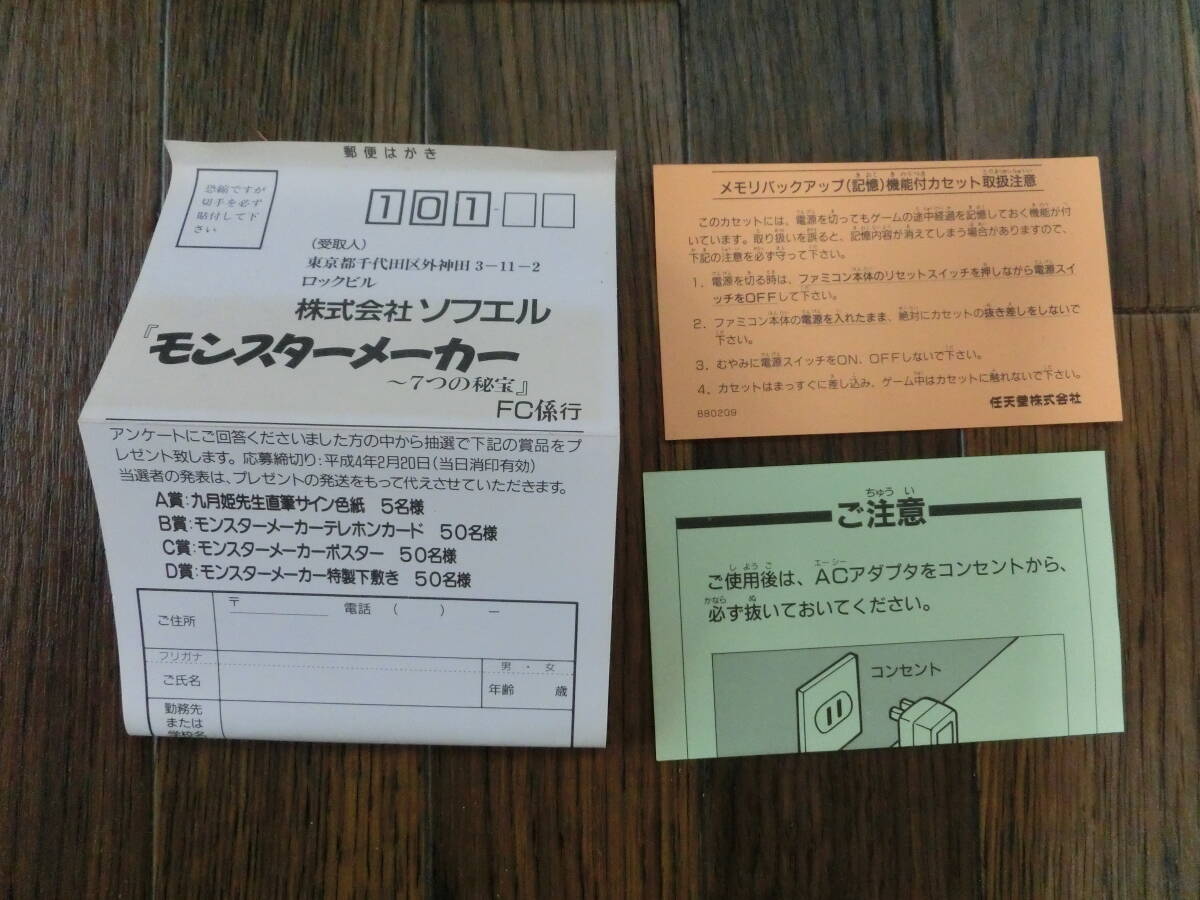 郵便はかき
恐縮ですが
切手を必ず
貼付して下
さい
101-
(受取人)
東京都千代田区外神田3-11-2
ロックビル
株式会社 ソフエル
『モンスターメーカー
〜7つの秘宝』
FC係行
アンケートにご回答くださいました方の中から抽選で下記の賞品をプ
レゼント致します。応募締切り:平成4年2月20日(当日消印有効)
当選者の発表は、プレゼントの発送をもって代えさせていただきます。
A賞:九月姫先生直筆サイン色紙 5名様
B賞:モンスターメーカーテレホンカード 50名様
C賞:モンスターメーカーポスター 50名様
D賞:モンスターメーカー特製下敷き 50名様
ご住所
〒 電話 ( ) ―
フリガナ
ご氏名
男・女
年齢 歳
勤務先
または
学校名
メモリバックアップ(記憶)機能付カセット取扱注意
このカセットには、電源を切ってもゲームの途中経過を記憶しておく機能が付
いています。取り扱いを誤ると、記憶内容が消えてしまう場合がありますので、
下記の注意を必ず守って下さい。
1. 電源を切る時は、ファミコン本体のリセットスイッチを押しながら電源スイ
ッチをOFFして下さい。
2. ファミコン本体の電源を入れたまま、絶対にカセットの抜き差しをしないで
下さい。
3. むやみに電源スイッチをON、OFFしないで下さい。
4. カセットはまっすぐに差し込み、ゲーム中はカセットに触れないで下さい。
880209
任天堂株式会社
ちゅう い
ご注意
しようご エーシー
ご使用後は、ACアダプタをコンセントから、
かなら ぬ
必ず抜いておいてください。
コンセント